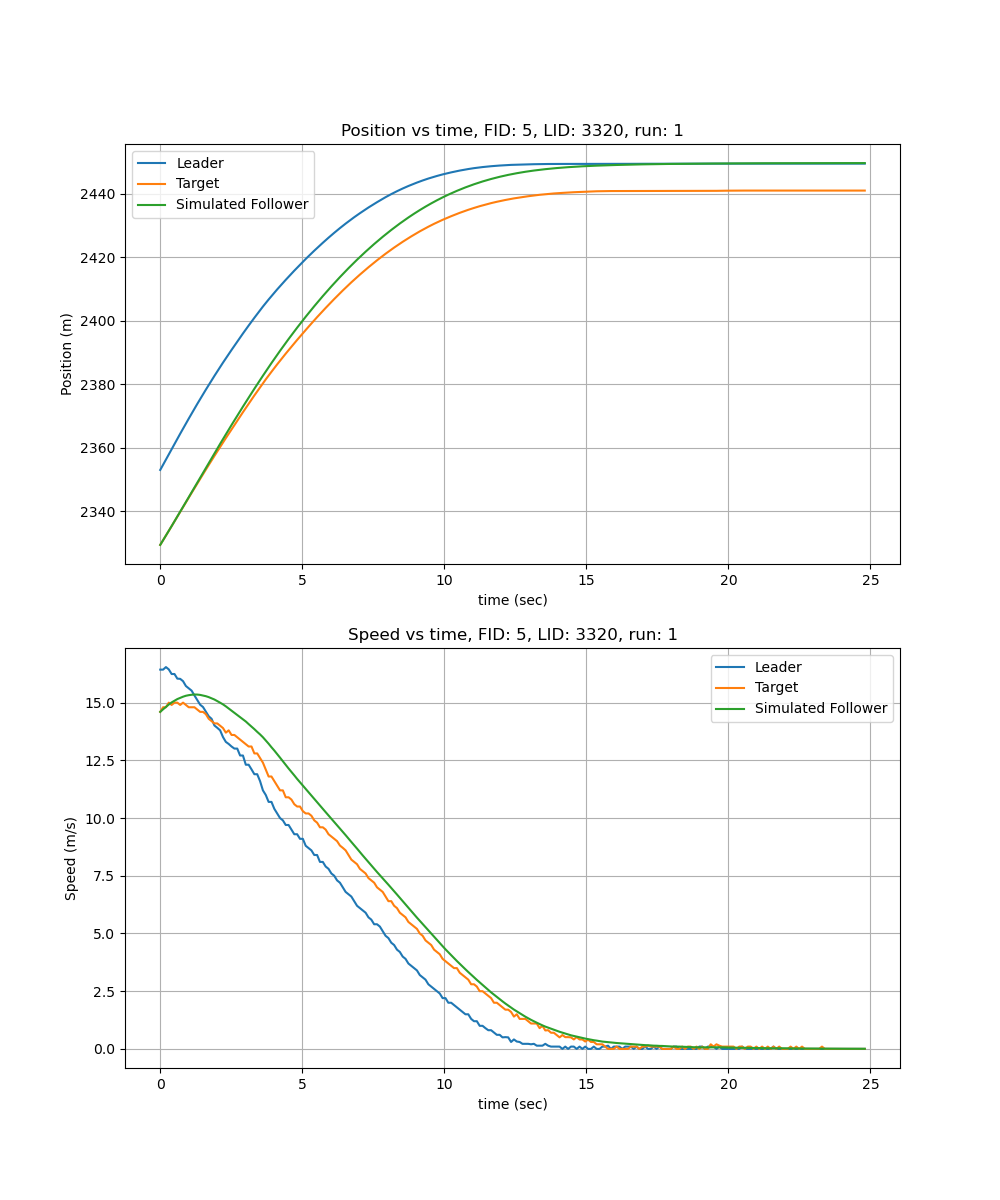 Position vs time, FID: 5, LID: 3320, run: 1
Leader
Target
Simulated Follower
2440
2420
2400
2380
2360
2340
Position (m)
0 5 10 15 20 25
time (sec)
Speed vs time, FID: 5, LID: 3320, run: 1
Leader
Target
Simulated Follower
15.0
12.5
10.0
7.5
5.0
2.5
0.0
Speed (m/s)
0 5 10 15 20 25
time (sec)